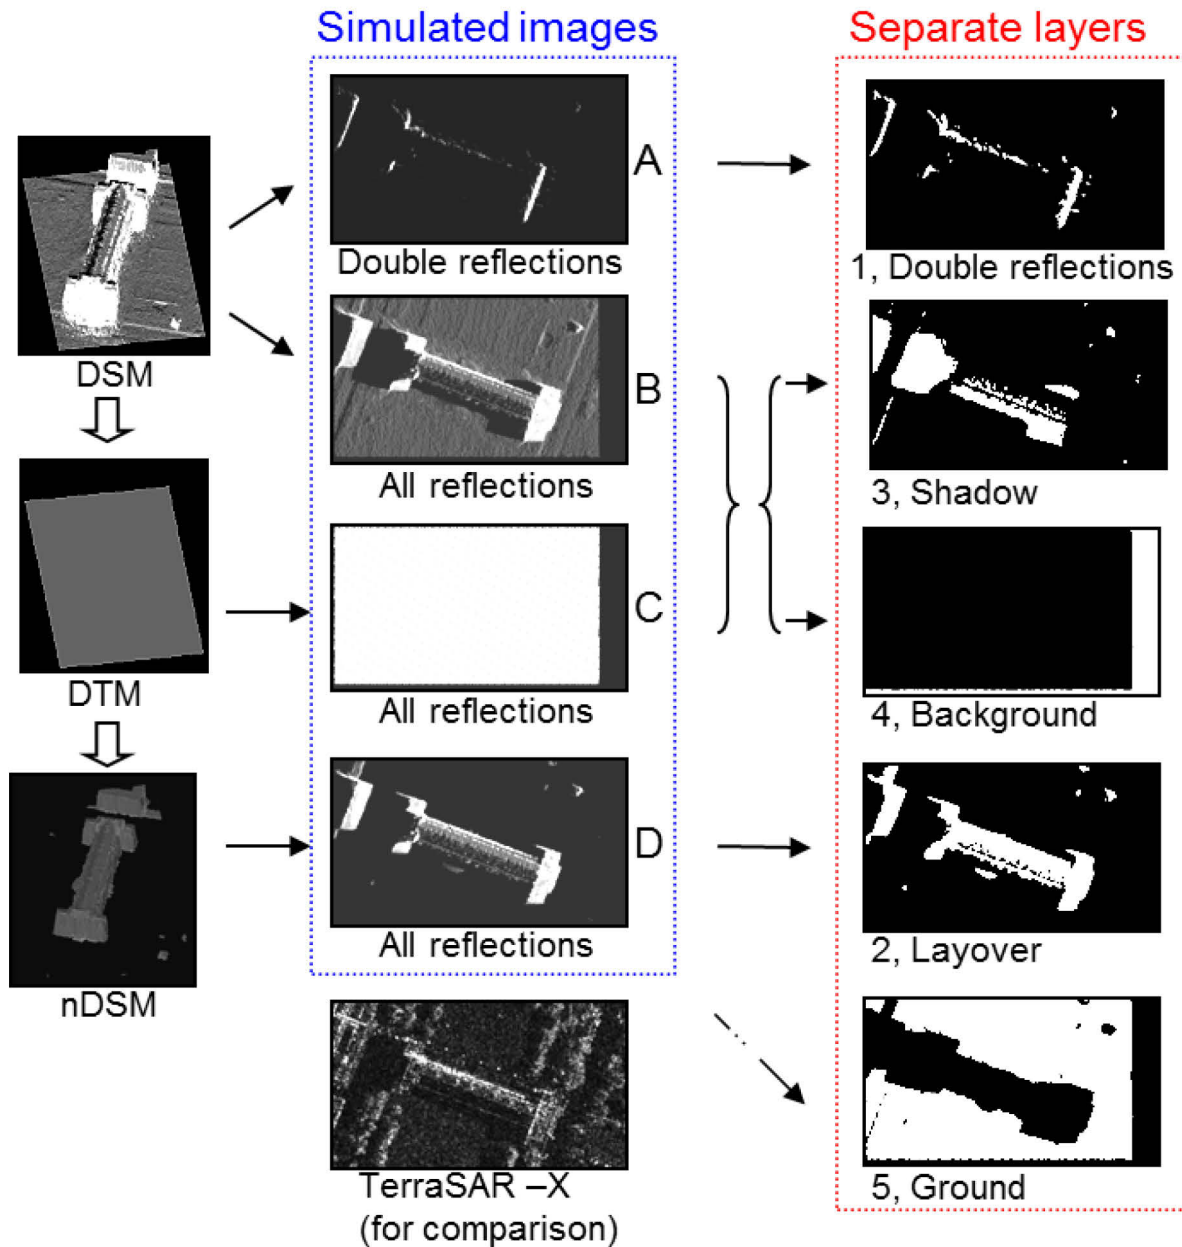 Simulated images
Separate layers
A
Double reflections
1, Double reflections
DSM
B
All reflections
3, Shadow
DTM
C
All reflections
4, Background
nDSM
D
All reflections
2, Layover
TerraSAR –X
(for comparison)
5, Ground